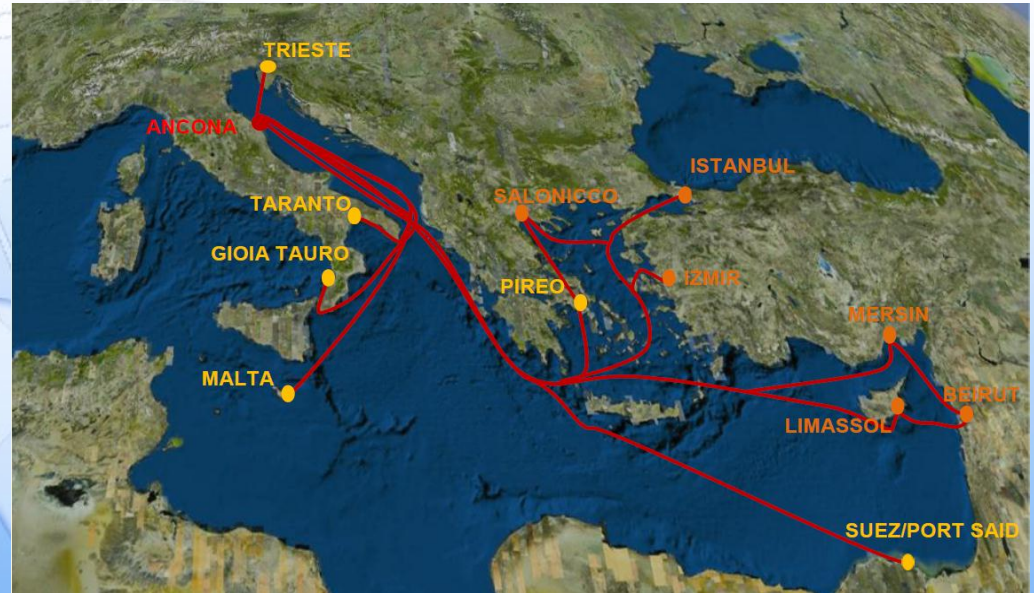 TRIESTE
ANCONA
ISTANBUL
SALONICCO
TARANTO
GIOIA TAURO
PIREO
IZMIR
MERSIN
MALTA
BEIRUT
LIMASSOL
SUEZ/PORT SAID